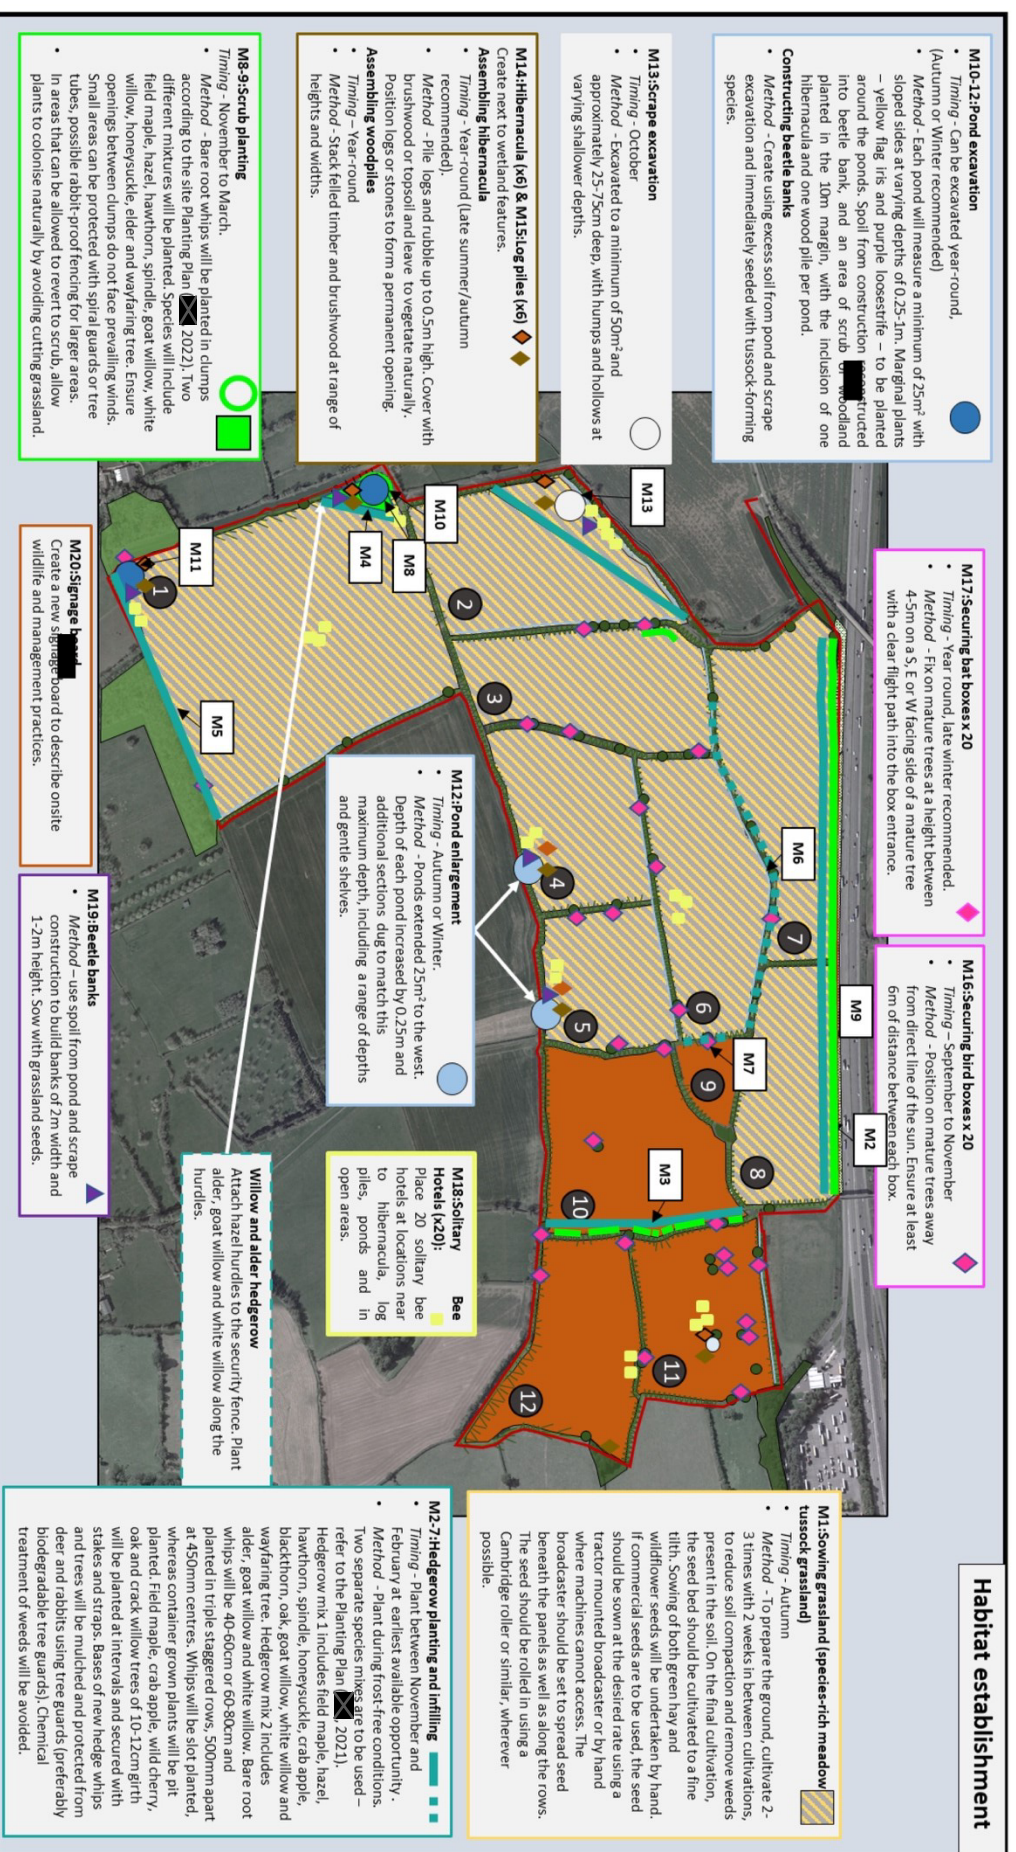 Habitat establishment
M10-12:Pond excavation
• Timing - Can be excavated year-round,
(Autumn or Winter recommended)
• Method - Each pond will measure a minimum of 25m² with
sloped sides at varying depths of 0.25-1m. Marginal plants
– yellow flag iris and purple loosestrife – to be planted
around the ponds. Spoil from construction reconstructed
into beetle bank, and an area of scrub or woodland
planted in the 10m margin, with the inclusion of one
hibernacula and one wood pile per pond.
Constructing beetle banks
• Method - Create using excess soil from pond and scrape
excavation and immediately seeded with tussock-forming
species.
M13:Scrape excavation
• Timing - October
• Method - Excavated to a minimum of 50m² and
approximately 25-75cm deep, with humps and hollows at
varying shallower depths.
M14:Hibernacula (x6) & M15:Log piles (x6)
Create next to wetland features.
Assembling hibernacula
• Timing - Year-round (Late summer/autumn
recommended).
• Method - Pile logs and rubble up to 0.5m high. Cover with
brushwood or topsoil and leave to vegetate naturally.
Position logs or stones to form a permanent opening.
Assembling woodpiles
• Timing – Year-round
• Method - Stack felled timber and brushwood at range of
heights and widths.
M8-9:Scrub planting
Timing - November to March.
• Method - Bare root whips will be planted in clumps
according to the site Planting Plan ( 2022). Two
different mixtures will be planted. Species will include
field maple, hazel, hawthorn, spindle, goat willow, white
willow, honeysuckle, elder and wayfaring tree. Ensure
openings between clumps do not face prevailing winds.
Small areas can be protected with spiral guards or tree
tubes, possible rabbit-proof fencing for larger areas.
• In areas that can be allowed to revert to scrub, allow
plants to colonise naturally by avoiding cutting grassland.
M17:Securing bat boxes x 20
• Timing - Year round, late winter recommended.
• Method - Fix on mature trees at a height between
4-5m on a S, E or W facing side of a mature tree
with a clear flight path into the box entrance.
M16:Securing bird boxes x 20
• Timing – September to November
• Method - Position on mature trees away
from direct line of the sun. Ensure at least
6m of distance between each box.
M13
M10
M8
M4
M11
M5
M6
M9
M7
M2
M3
1
2
3
4
5
6
7
8
9
10
11
12
M12:Pond enlargement
• Timing - Autumn or Winter.
• Method - Ponds extended 25m² to the west.
Depth of each pond increased by 0.25m and
additional sections dug to match this
maximum depth, including a range of depths
and gentle shelves.
M18:Solitary Bee
Hotels (x20):
Place 20 solitary bee
hotels at locations near
to hibernacula, log
piles, ponds and in
open areas.
Willow and alder hedgerow
Attach hazel hurdles to the security fence. Plant
alder, goat willow and white willow along the
hurdles.
M20:Signage board
Create a new signage board to describe onsite
wildlife and management practices.
M19:Beetle banks
• Method – use spoil from pond and scrape
construction to build banks of 2m width and
1-2m height. Sow with grassland seeds.
M1:Sowing grassland (species-rich meadow/
tussock grassland)
• Timing - Autumn
• Method - To prepare the ground, cultivate 2-
3 times with 2 weeks in between cultivations,
to reduce soil compaction and remove weeds
present in the soil. On the final cultivation,
the seed bed should be cultivated to a fine
tilth. Sowing of both green hay and
wildflower seeds will be undertaken by hand.
If commercial seeds are to be used, the seed
should be sown at the desired rate using a
tractor mounted broadcaster or by hand
where machines cannot access. The
broadcaster should be set to spread seed
beneath the panels as well as along the rows.
The seed should be rolled in using a
Cambridge roller or similar, wherever
possible.
M2-7:Hedgerow planting and infilling
• Timing - Plant between November and
February at earliest available opportunity.
• Method - Plant during frost-free conditions.
Two separate species mixes are to be used –
refer to the Planting Plan ( , 2021).
Hedgerow mix 1 includes field maple, hazel,
hawthorn, spindle, honeysuckle, crab apple,
blackthorn, oak, goat willow, white willow and
wayfaring tree. Hedgerow mix 2 includes
alder, goat willow and white willow. Bare root
whips will be 40-60cm or 60-80cm and
planted in triple staggered rows, 500mm apart
at 450mm centres. Whips will be slot planted,
whereas container grown plants will be pit
planted. Field maple, crab apple, wild cherry,
oak and crack willow trees of 10-12cm girth
will be planted at intervals and secured with
stakes and straps. Bases of new hedge whips
and trees will be mulched and protected from
deer and rabbits using tree guards (preferably
biodegradable tree guards). Chemical
treatment of weeds will be avoided.